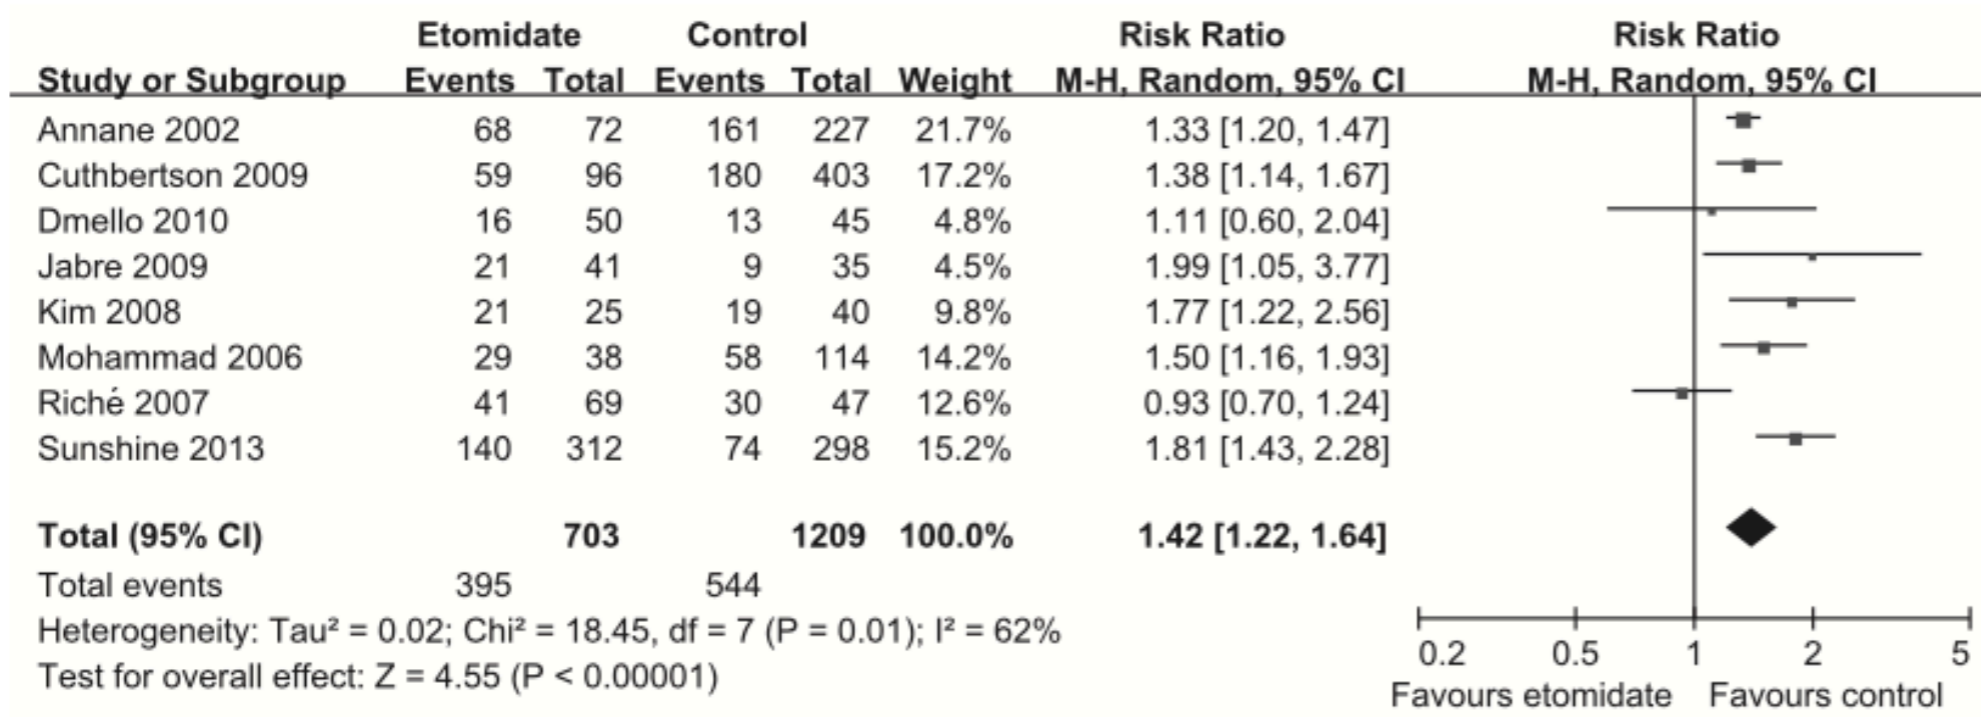 Etomidate Control Risk Ratio Risk Ratio
Study or Subgroup Events Total Events Total Weight M-H, Random, 95% CI M-H, Random, 95% CI
Annane 2002 68 72 161 227 21.7% 1.33 [1.20, 1.47]
Cuthbertson 2009 59 96 180 403 17.2% 1.38 [1.14, 1.67]
Dmello 2010 16 50 13 45 4.8% 1.11 [0.60, 2.04]
Jabre 2009 21 41 9 35 4.5% 1.99 [1.05, 3.77]
Kim 2008 21 25 19 40 9.8% 1.77 [1.22, 2.56]
Mohammad 2006 29 38 58 114 14.2% 1.50 [1.16, 1.93]
Riché 2007 41 69 30 47 12.6% 0.93 [0.70, 1.24]
Sunshine 2013 140 312 74 298 15.2% 1.81 [1.43, 2.28]
Total (95% CI) 703 1209 100.0% 1.42 [1.22, 1.64]
Total events 395 544
Heterogeneity: Tau² = 0.02; Chi² = 18.45, df = 7 (P = 0.01); I² = 62%
Test for overall effect: Z = 4.55 (P < 0.00001)
0.2 0.5 1 2 5
Favours etomidate Favours control